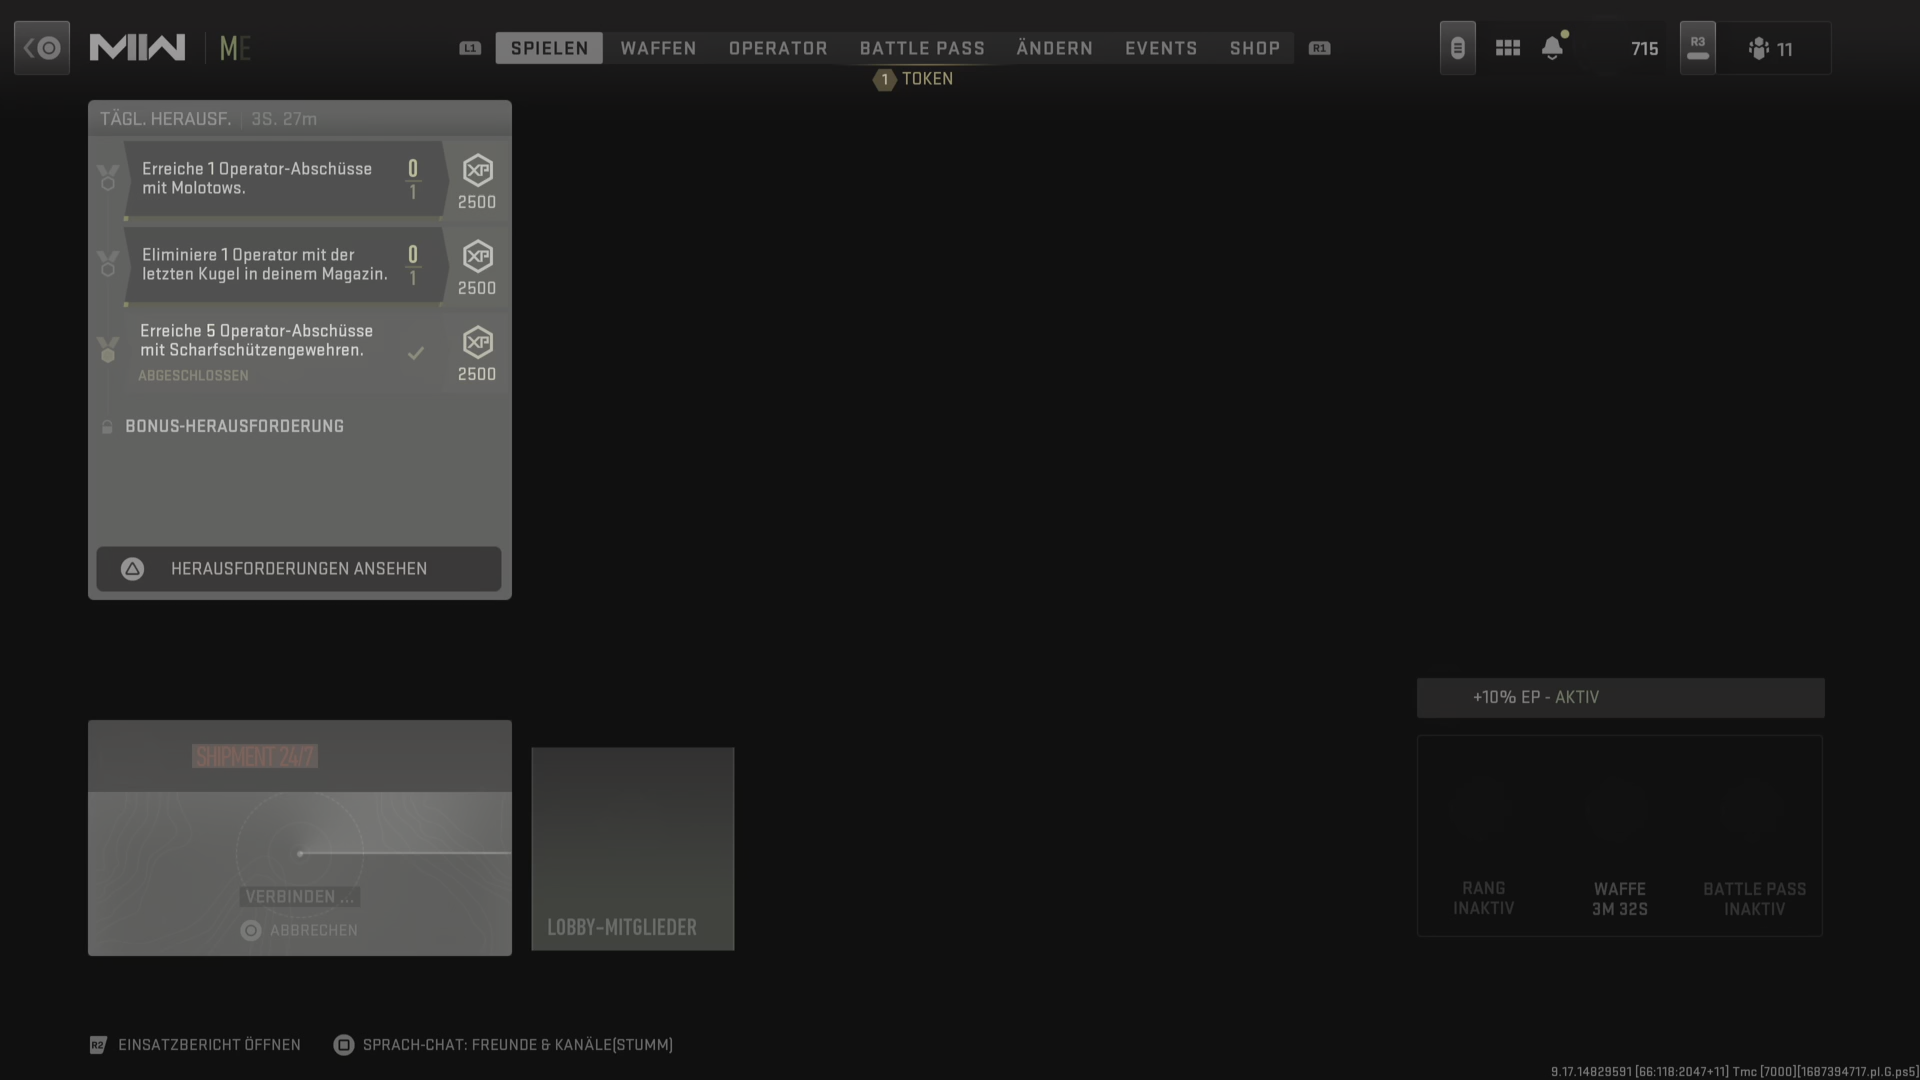 MW ME
L1 SPIELEN WAFFEN OPERATOR BATTLE PASS ÄNDERN EVENTS SHOP R1
1 TOKEN
715
R3
11
TÄGL. HERAUSF. 3S. 27m
Erreiche 1 Operator-Abschüsse
mit Molotows.
0
1
XP
2500
Eliminiere 1 Operator mit der
letzten Kugel in deinem Magazin.
0
1
XP
2500
Erreiche 5 Operator-Abschüsse
mit Scharfschützengewehren.
ABGESCHLOSSEN
XP
2500
BONUS-HERAUSFORDERUNG
HERAUSFORDERUNGEN ANSEHEN
+10% EP - AKTIV
SHIPMENT 24/7
VERBINDEN ...
ABBRECHEN
LOBBY-MITGLIEDER
RANG
INAKTIV
WAFFE
3M 32S
BATTLE PASS
INAKTIV
R2 EINSATZBERICHT ÖFFNEN
SPRACH-CHAT: FREUNDE & KANÄLE(STUMM)
9.17.14829591 [66:118:2047+11] Tmc [7000][1687394717.pl.G.ps5]